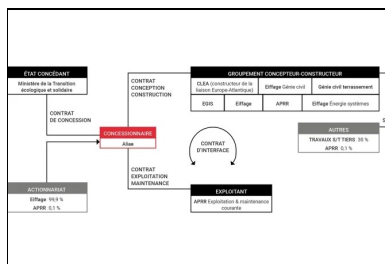 ÉTAT CONCÉDANT
Ministère de la Transition
écologique et solidaire
CONTRAT
DE CONCESSION
CONCESSIONNAIRE
ACTIONNARIAT
Eiffage 99,9 %
APRR 0,1 %
CONTRAT
CONCEPTION
CONSTRUCTION
CONTRAT
EXPLOITATION
MAINTENANCE
GROUPEMENT CONCEPTEUR-CONSTRUCTEUR
CLEA (constructeur de la
liaison Europe-Atlantique)
Eiffage Génie civil
Génie civil terrassement
EGIS
Eiffage
APRR
Eiffage Énergie systèmes
CONTRAT
D'INTERFACE
EXPLOITANT
APRR Exploitation & maintenance
courante
AUTRES
TRAVAUX S/T TIERS 30 %
APRR 0,1 %
S